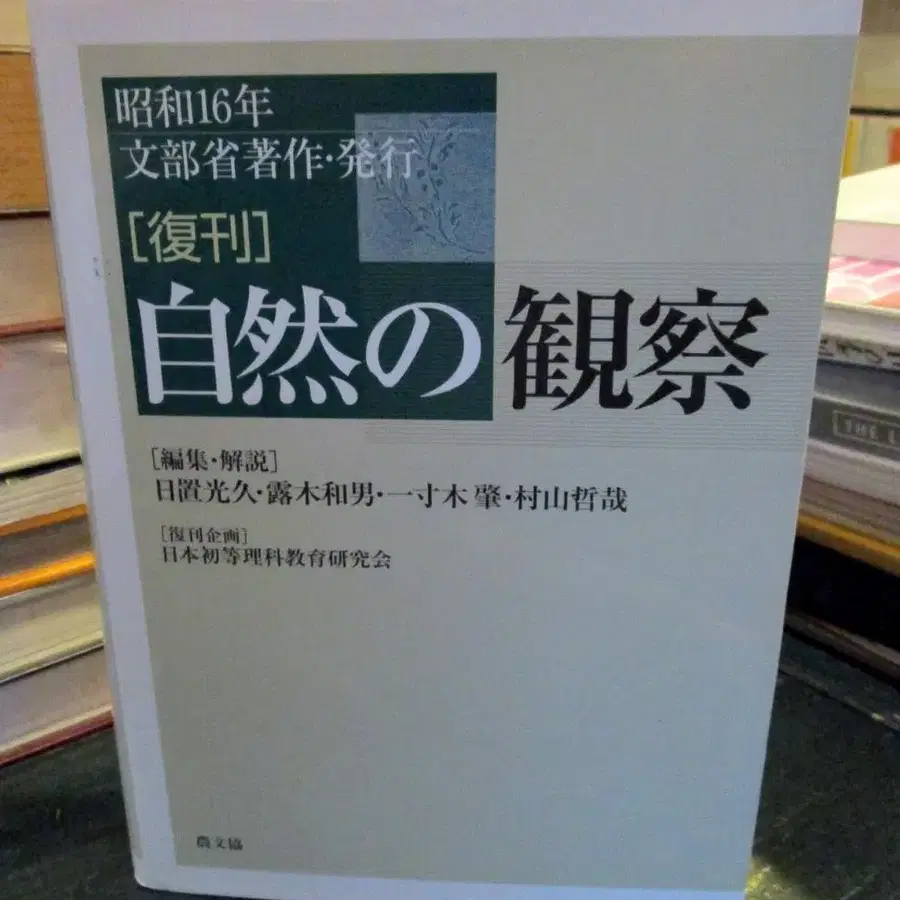 昭和16年
文部省著作・発行
[復刊]
自然の観察
[編集・解説]
日置光久・露木和男・一寸木 肇・村山哲哉
[復刊企画]
日本初等理科教育研究会
農文協
THE L